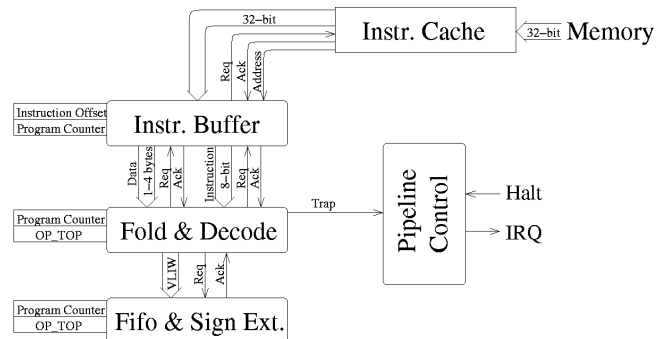 32-bit
Instr. Cache
32-bit
Memory
Req
Ack
Address
Instruction Offset
Program Counter
Instr. Buffer
Data
1-4 bytes
Req
Ack
Instruction
8-bit
Req
Ack
Trap
Pipeline
Control
Halt
IRQ
Program Counter
OP_TOP
Fold & Decode
VLIW
Req
Ack
Program Counter
OP_TOP
Fifo & Sign Ext.